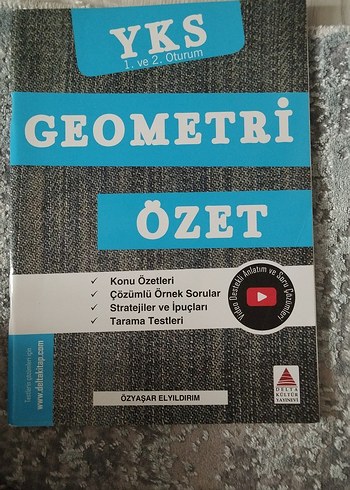 YKS
1. ve 2. Oturum
GEOMETRİ
ÖZET
✓ Konu Özetleri
✓ Çözümlü Örnek Sorular
✓ Stratejiler ve İpuçları
✓ Tarama Testleri
Video Destekli Anlatım ve Soru Çözümleri
www.deltakitap.com
ÖZYAŞAR ELYILDIRIM
DELTA
KÜLTÜR
YAYINEVİ